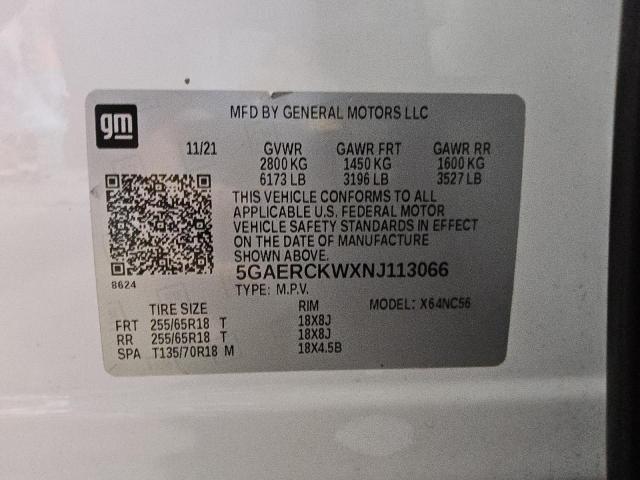 gm
MFD BY GENERAL MOTORS LLC
11/21 GVWR GAWR FRT GAWR RR
2800 KG 1450 KG 1600 KG
6173 LB 3196 LB 3527 LB
THIS VEHICLE CONFORMS TO ALL
APPLICABLE U.S. FEDERAL MOTOR
VEHICLE SAFETY STANDARDS IN EFFECT
ON THE DATE OF MANUFACTURE
SHOWN ABOVE.
5GAERCKWXNJ113066
8624
TYPE: M.P.V.
TIRE SIZE RIM MODEL: X64NC56
FRT 255/65R18 T 18X8J
RR 255/65R18 T 18X8J
SPA T135/70R18 M 18X4.5B